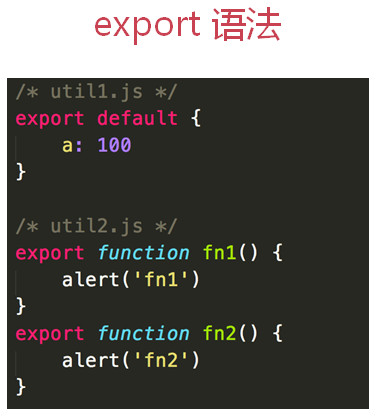 export 语法
/* util1.js */
export default {
    a: 100
}

/* util2.js */
export function fn1() {
    alert('fn1')
}
export function fn2() {
    alert('fn2')
}